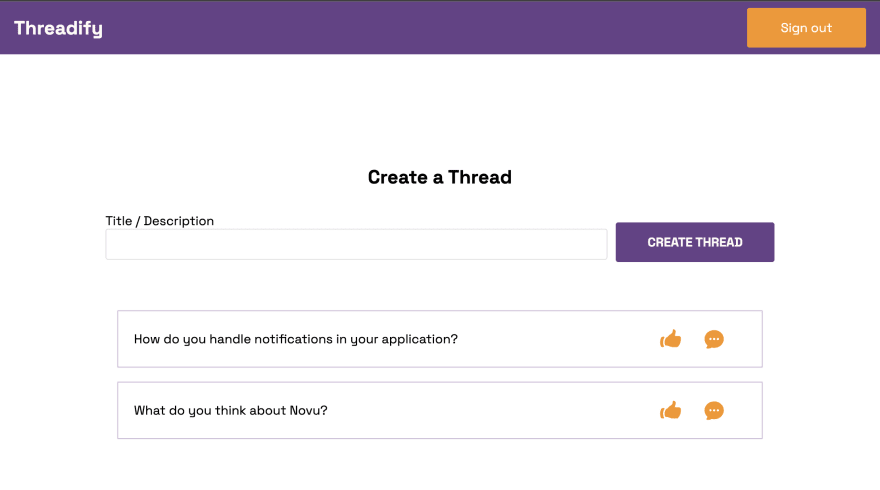 Threadify
Sign out
Create a Thread
Title / Description
CREATE THREAD
How do you handle notifications in your application?
What do you think about Novu?